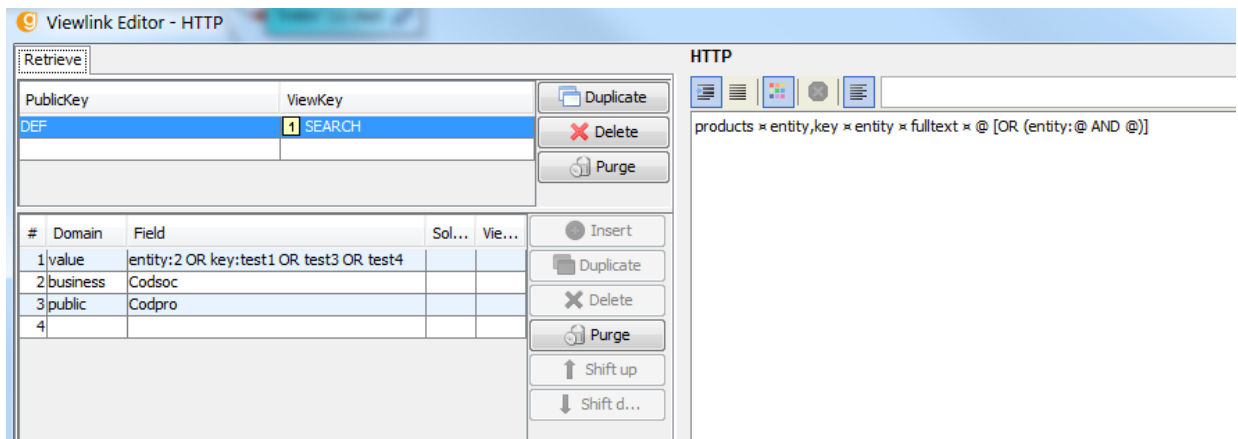 Viewlink Editor - HTTP
Retrieve
PublicKey ViewKey
DEF 1 SEARCH
Duplicate
Delete
Purge
# Domain Field Sol... Vie...
1 value entity:2 OR key:test1 OR test3 OR test4
2 business Codsoc
3 public Codpro
4
Insert
Duplicate
Delete
Purge
Shift up
Shift d...
HTTP
products ¤ entity,key ¤ entity ¤ fulltext ¤ @ [OR (entity:@ AND @)]